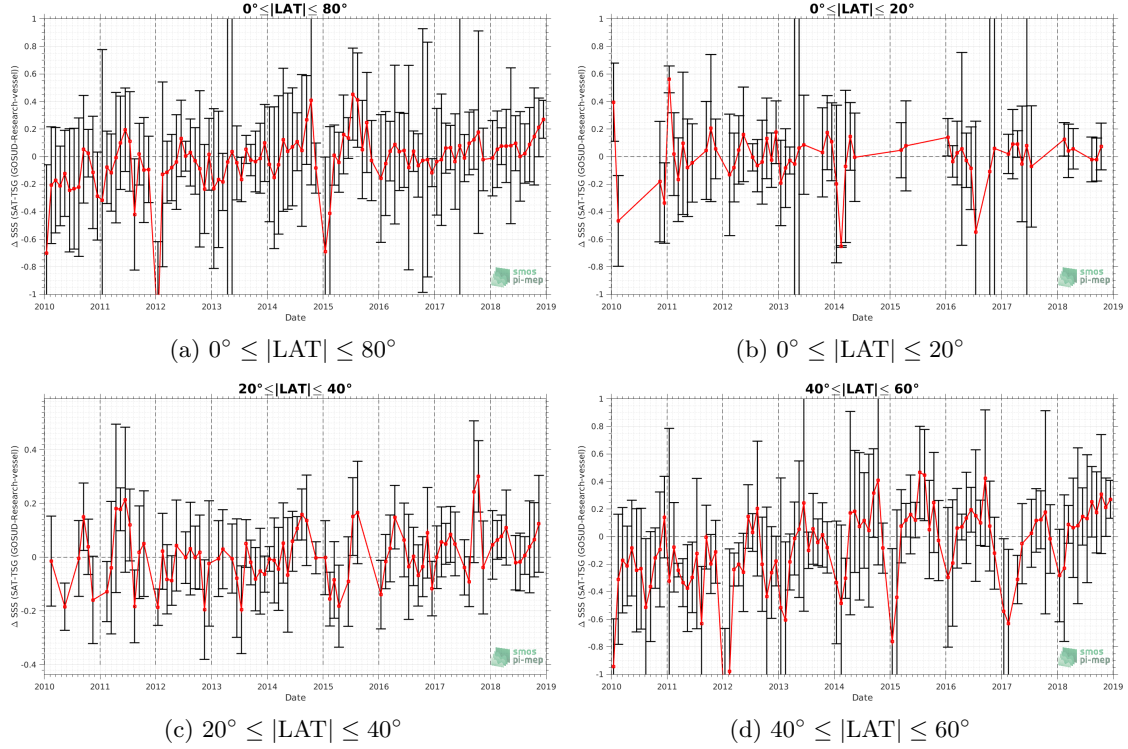 0°≤|LAT|≤ 80°
Δ SSS (SAT-TSG (GOSUD-Research-vessel))
1
0.8
0.6
0.4
0.2
0
-0.2
-0.4
-0.6
-0.8
-1
2010 2011 2012 2013 2014 2015 2016 2017 2018 2019
Date
smos
pi-mep
(a) 0° ≤ |LAT| ≤ 80°
0°≤|LAT|≤ 20°
Δ SSS (SAT-TSG (GOSUD-Research-vessel))
1
0.8
0.6
0.4
0.2
0
-0.2
-0.4
-0.6
-0.8
-1
2010 2011 2012 2013 2014 2015 2016 2017 2018 2019
Date
smos
pi-mep
(b) 0° ≤ |LAT| ≤ 20°
20°≤|LAT|≤ 40°
Δ SSS (SAT-TSG (GOSUD-Research-vessel))
0.4
0.2
0
-0.2
-0.4
2010 2011 2012 2013 2014 2015 2016 2017 2018 2019
Date
smos
pi-mep
(c) 20° ≤ |LAT| ≤ 40°
40°≤|LAT|≤ 60°
Δ SSS (SAT-TSG (GOSUD-Research-vessel))
1
0.8
0.6
0.4
0.2
0
-0.2
-0.4
-0.6
-0.8
-1
2010 2011 2012 2013 2014 2015 2016 2017 2018 2019
Date
smos
pi-mep
(d) 40° ≤ |LAT| ≤ 60°